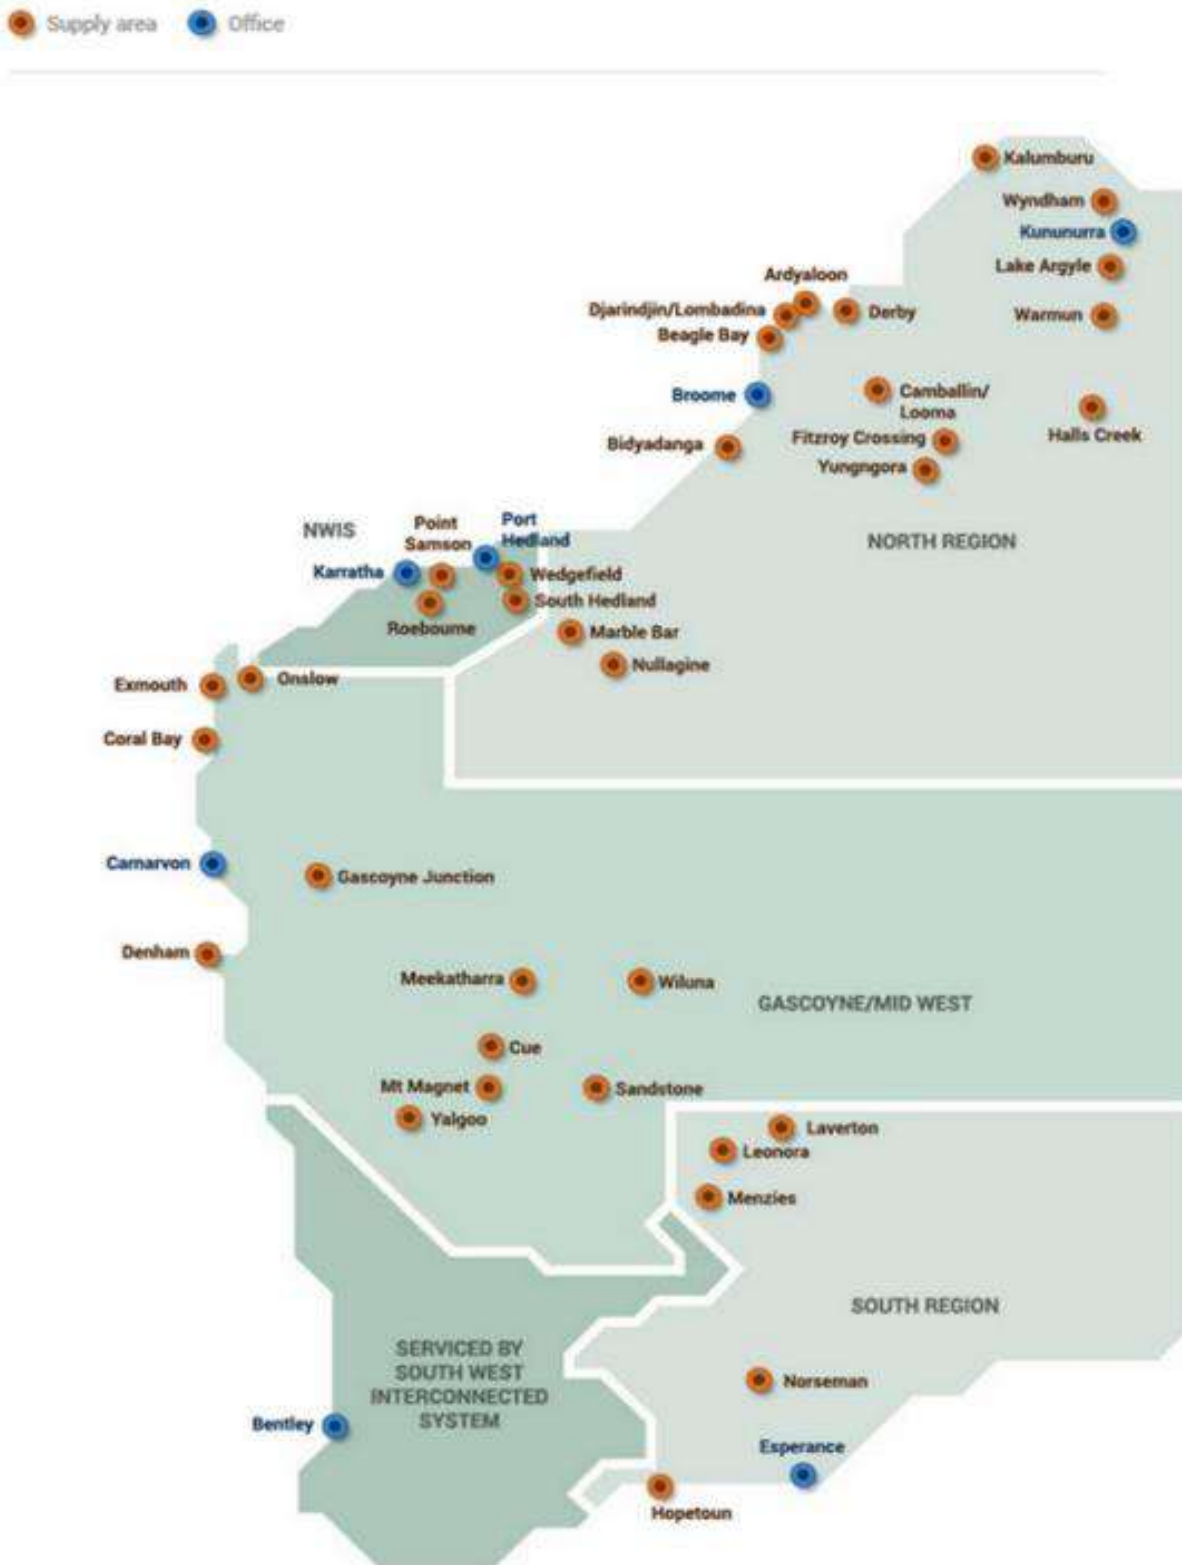 Supply area
Office
Kalumburu
Wyndham
Kununurra
Lake Argyle
Ardyaloon
Djarindjin/Lombadina
Derby
Warmun
Beagle Bay
Broome
Camballin/
Looma
Halls Creek
Bidyadanga
Fitzroy Crossing
Yungngora
NORTH REGION
NWIS
Point
Samson
Port
Hedland
Karratha
Wedgefield
South Hedland
Roebourne
Marble Bar
Nullagine
Exmouth
Onslow
Coral Bay
Carnarvon
Gascoyne Junction
Denham
Meekatharra
Wiluna
GASCOYNE/MID WEST
Cue
Mt Magnet
Sandstone
Yalgoo
Laverton
Leonora
Menzies
SOUTH REGION
SERVICED BY
SOUTH WEST
INTERCONNECTED
SYSTEM
Norseman
Bentley
Esperance
Hopetoun